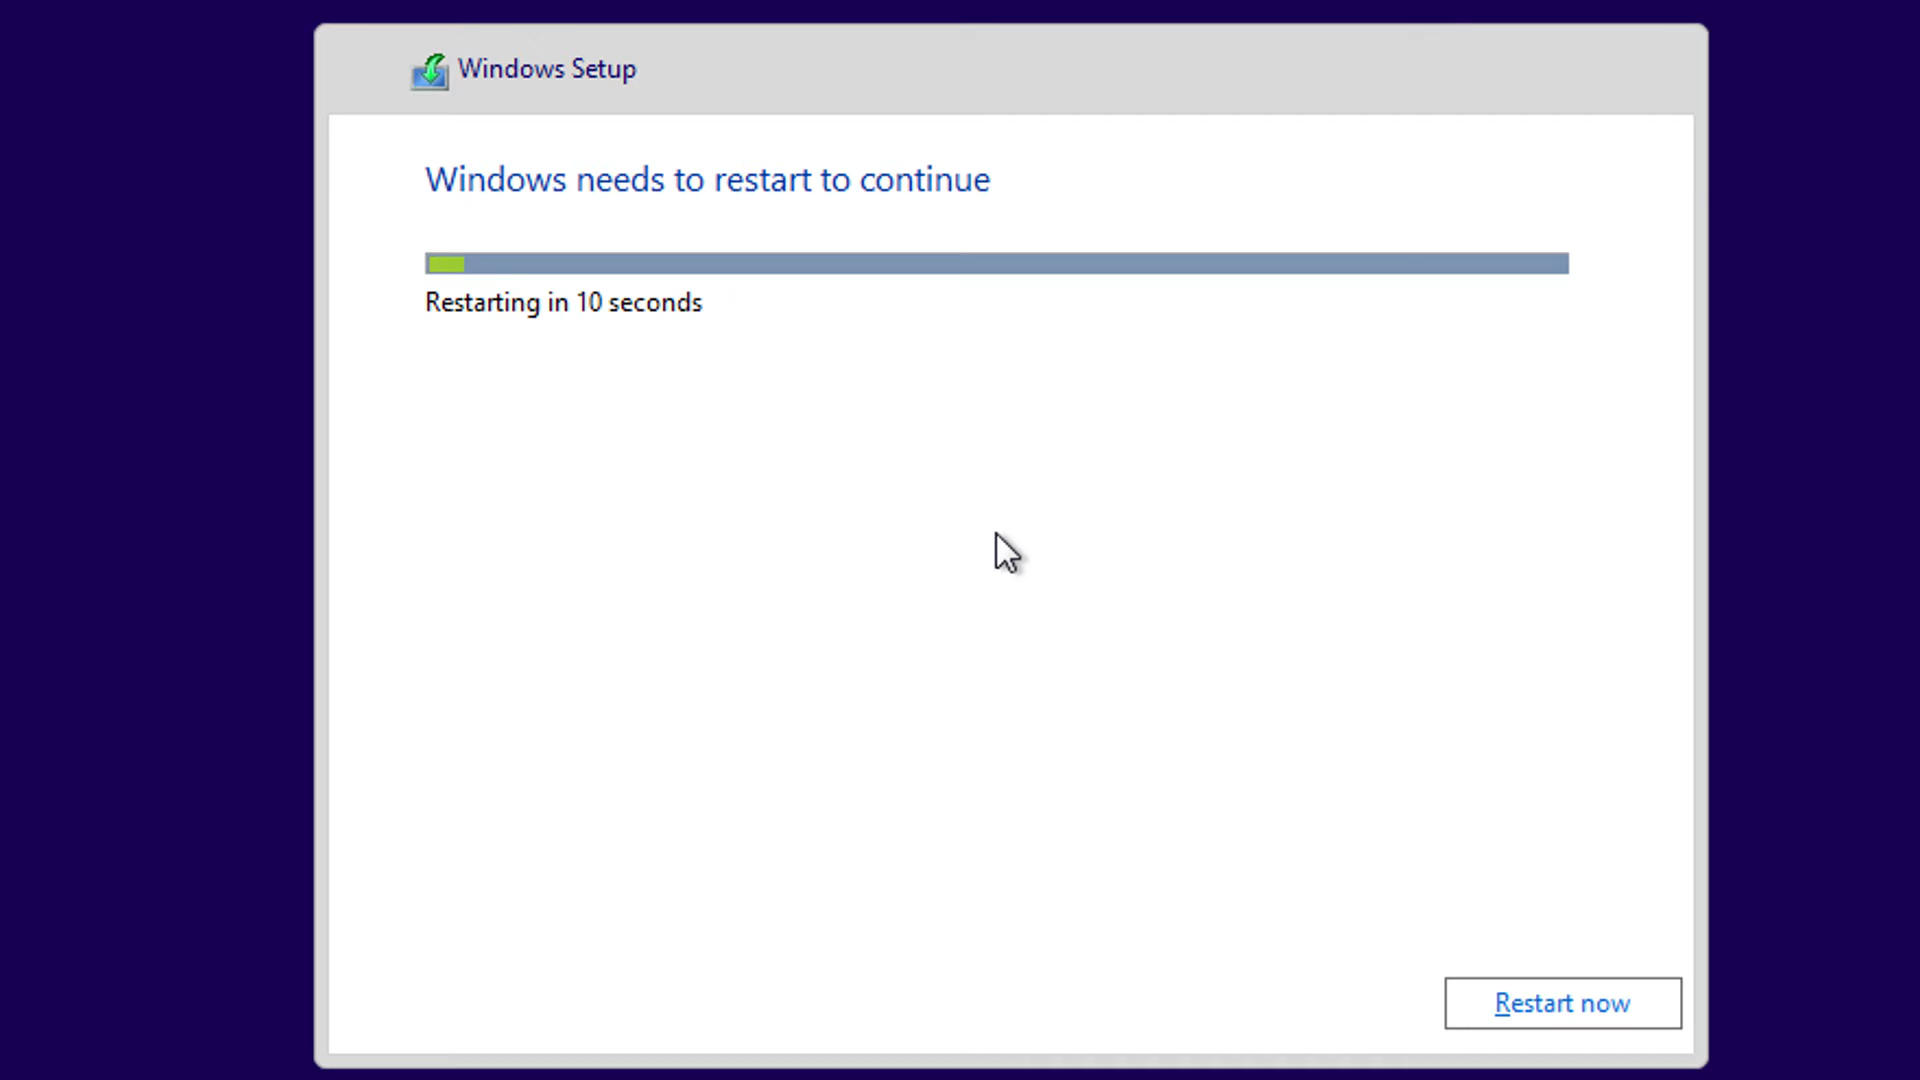 Windows Setup
Windows needs to restart to continue
Restarting in 10 seconds
Restart now